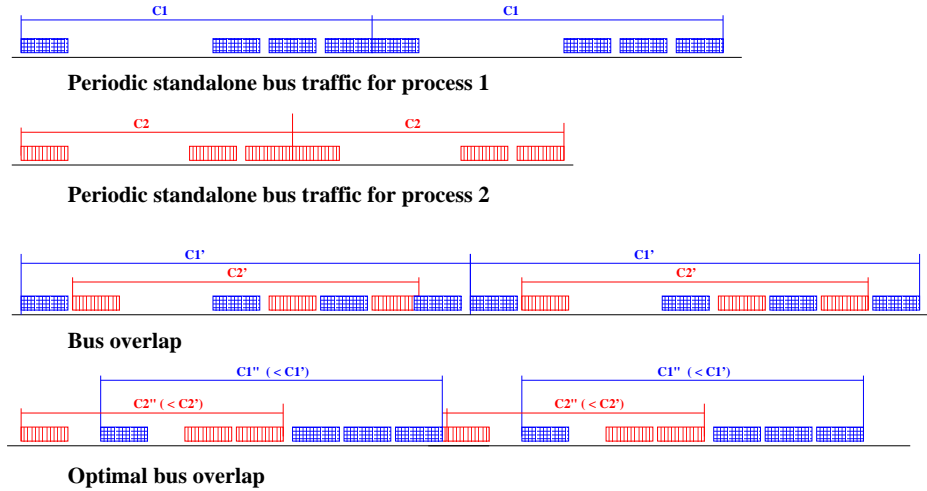 C1 C1
Periodic standalone bus traffic for process 1
C2 C2
Periodic standalone bus traffic for process 2
C1' C1'
C2' C2'
Bus overlap
C1" ( < C1') C1" ( < C1')
C2" ( < C2') C2" ( < C2')
Optimal bus overlap